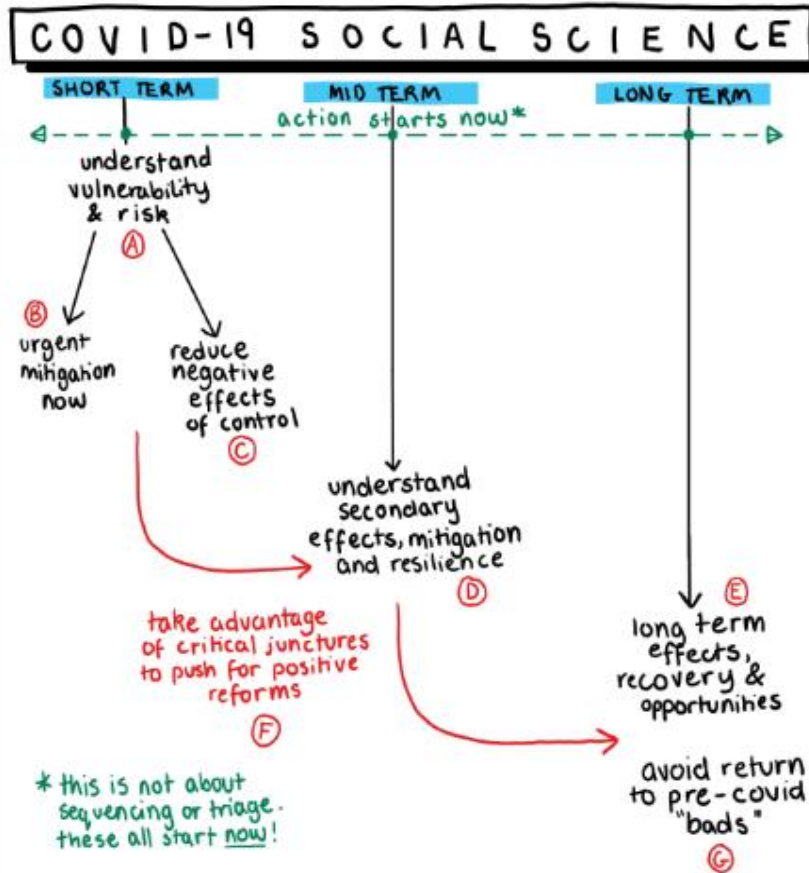 COVID-19 SOCIAL SCIENCE
SHORT TERM
MID TERM
LONG TERM
action starts now*
understand
vulnerability
& risk
A
B
urgent
mitigation
now
reduce
negative
effects
of control
C
understand
secondary
effects, mitigation
and resilience
D
E
long term
effects,
recovery &
opportunities
take advantage
of critical junctures
to push for positive
reforms
F
avoid return
to pre-covid
"bads"
G
* this is not about
sequencing or triage.
these all start now!